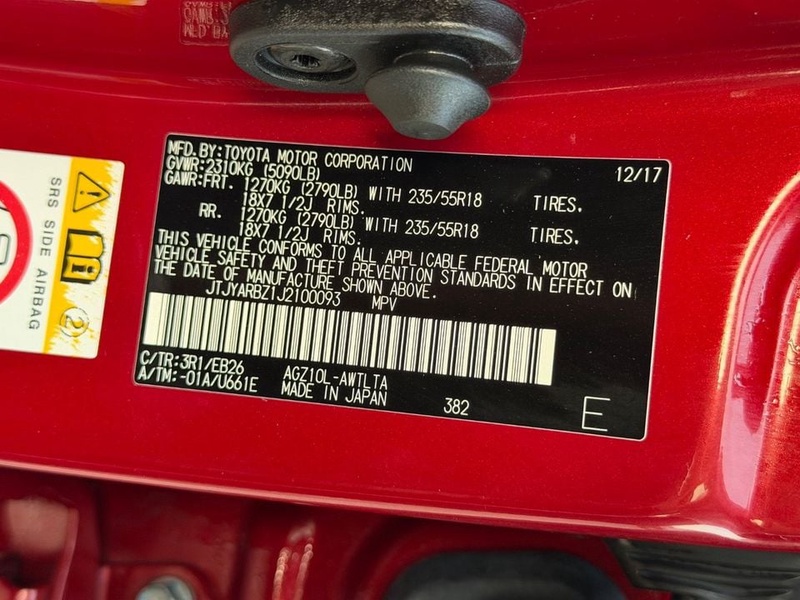 MFD.BY:TOYOTA MOTOR CORPORATION 12/17
GVWR:2310KG (5090LB)
GAWR:FRT. 1270KG (2790LB) WITH 235/55R18 TIRES.
18X7 1/2J RIMS.
RR. 1270KG (2790LB) WITH 235/55R18 TIRES.
18X7 1/2J RIMS.
THIS VEHICLE CONFORMS TO ALL APPLICABLE FEDERAL MOTOR
VEHICLE SAFETY AND THEFT PREVENTION STANDARDS IN EFFECT ON
THE DATE OF MANUFACTURE SHOWN ABOVE.
JTJYARBZ1J2100093 MPV
C/TR:3R1/EB26 AGZ10L-AWTLTA
A/TM:-01A/U661E MADE IN JAPAN 382 E
SRS SIDE AIRBAG
2